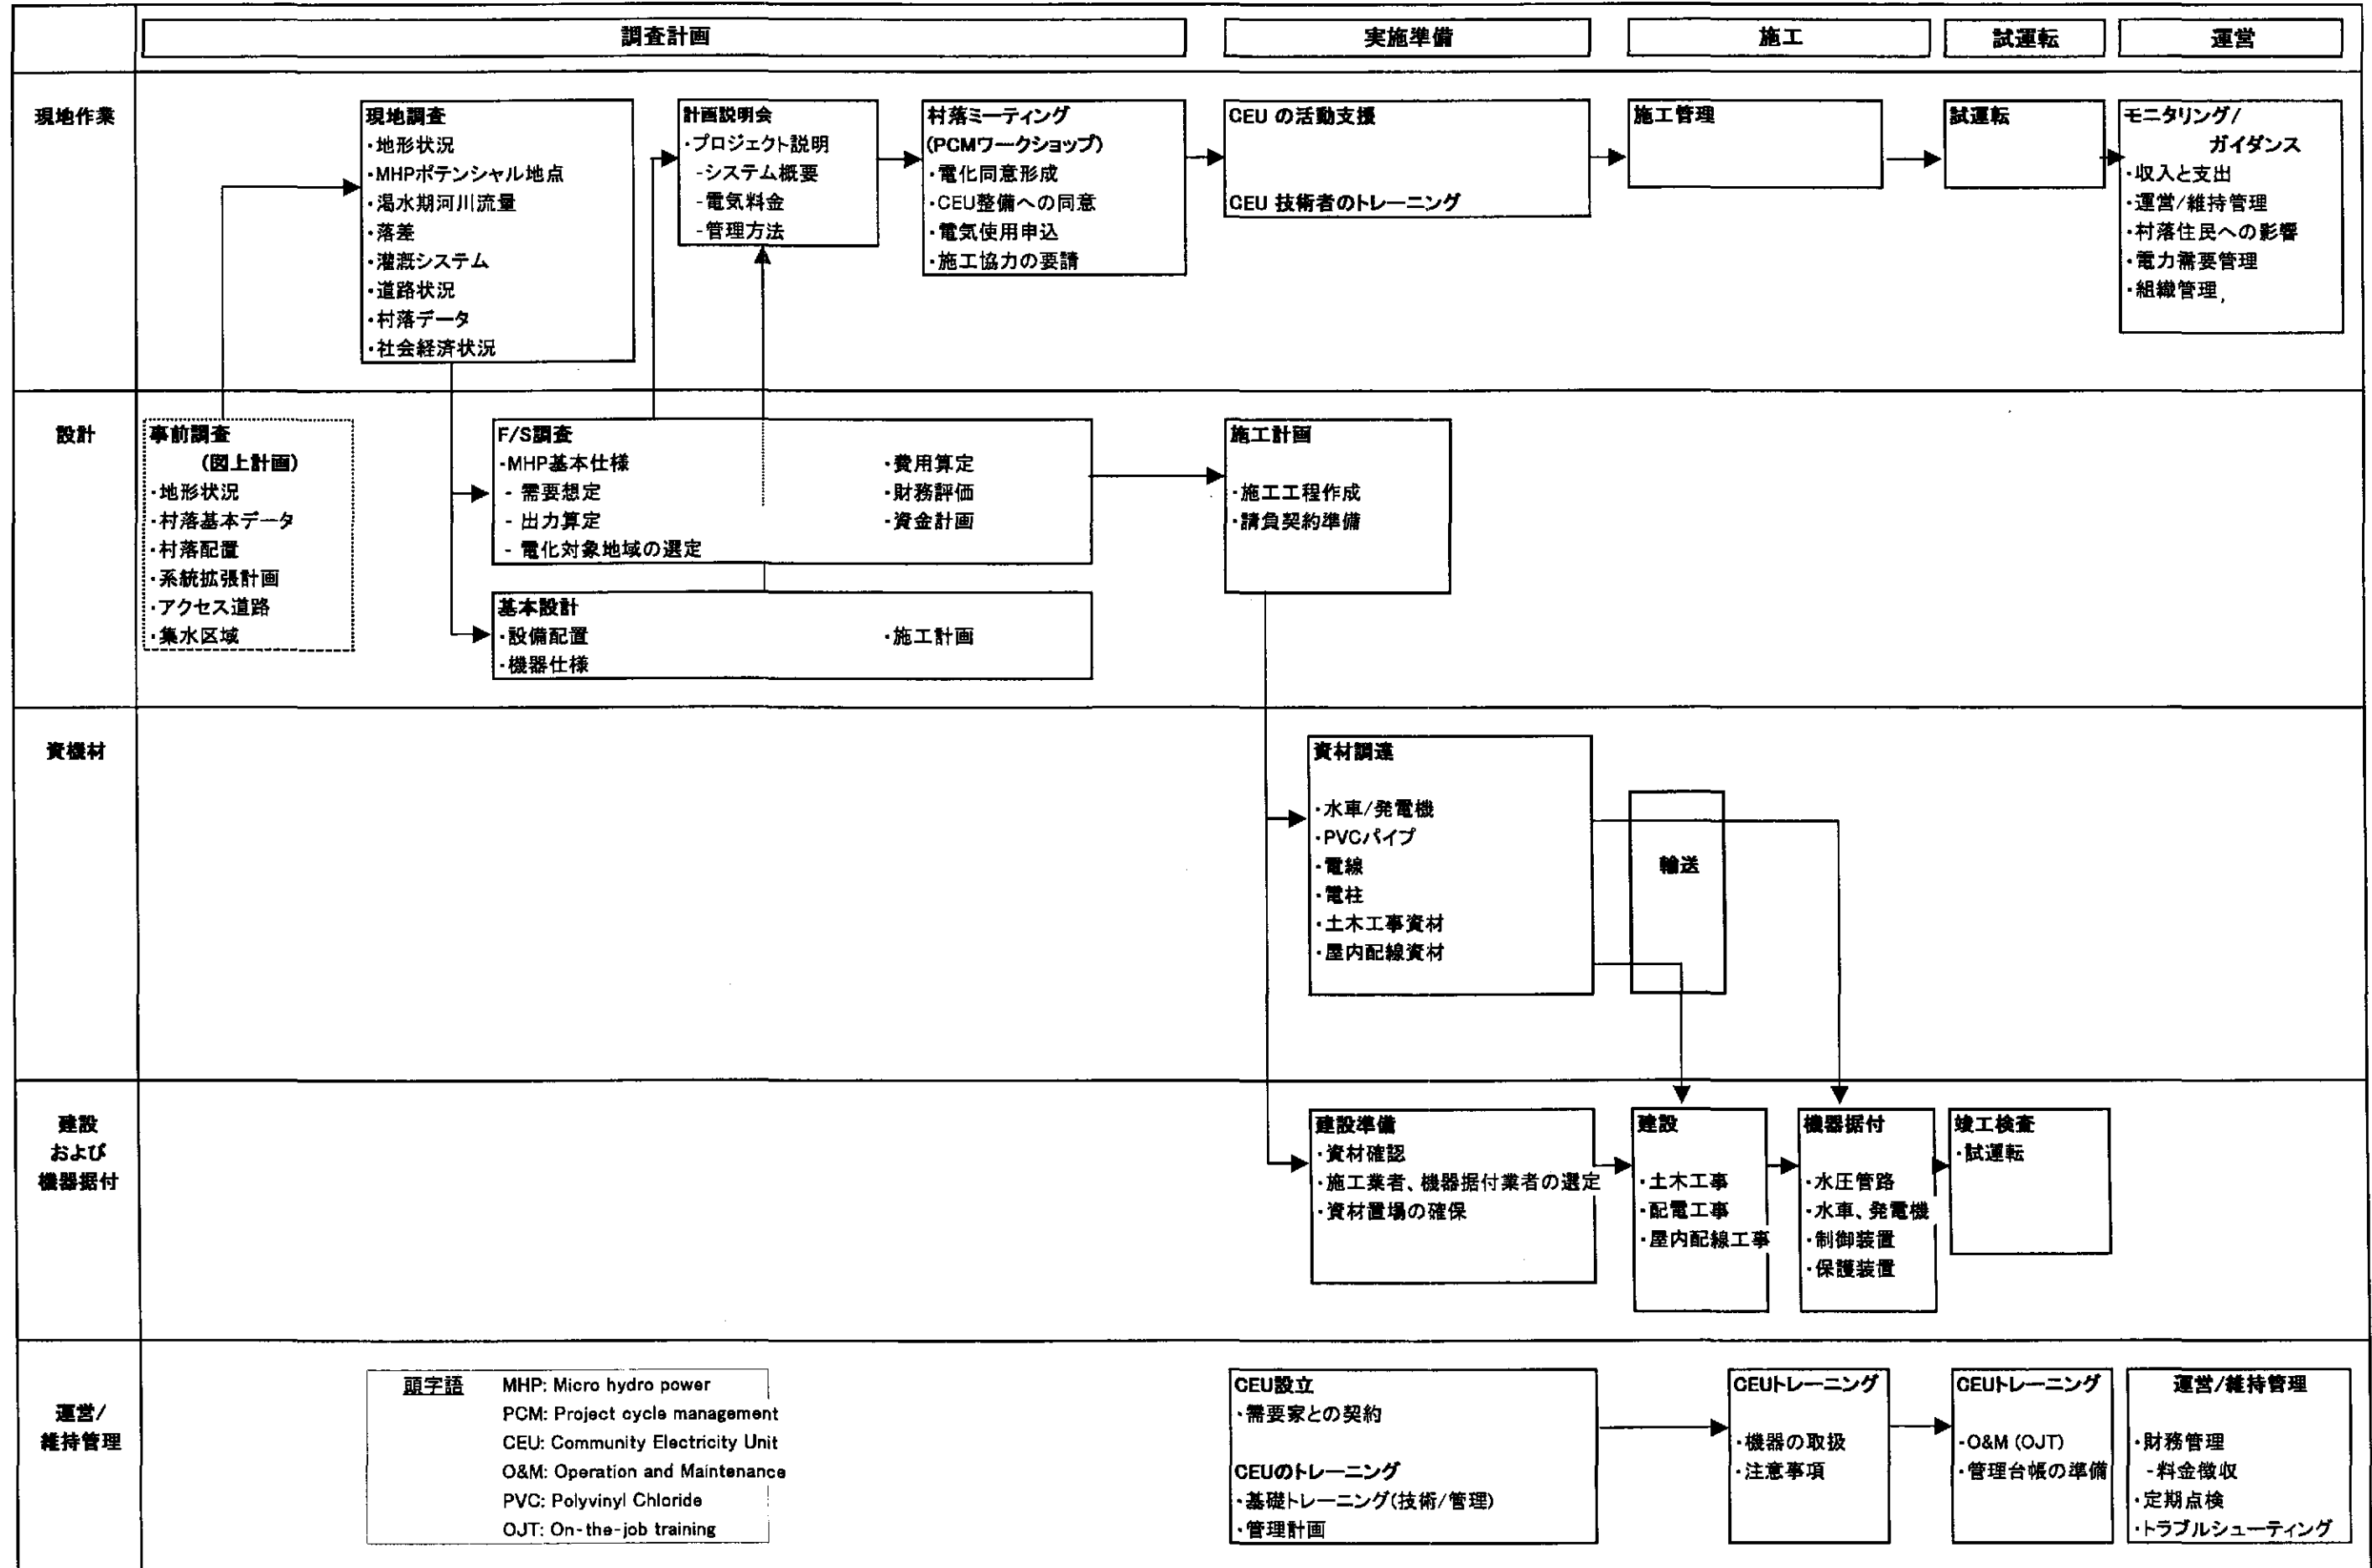 調査計画
実施準備
施工
試運転
運営
現地作業
現地調査
・地形状況
・MHPポテンシャル地点
・渇水期河川流量
・落差
・灌漑システム
・道路状況
・村落データ
・社会経済状況
計画説明会
・プロジェクト説明
-システム概要
-電気料金
-管理方法
村落ミーティング
(PCMワークショップ)
・電化同意形成
・CEU整備への同意
・電気使用申込
・施工協力の要請
CEU の活動支援
CEU 技術者のトレーニング
施工管理
試運転
モニタリング/
ガイダンス
・収入と支出
・運営/維持管理
・村落住民への影響
・電力需要管理
・組織管理
設計
事前調査
(図上計画)
・地形状況
・村落基本データ
・村落配置
・系統拡張計画
・アクセス道路
・集水区域
F/S調査
・MHP基本仕様
- 需要想定
- 出力算定
- 電化対象地域の選定
・費用算定
・財務評価
・資金計画
基本設計
・設備配置
・機器仕様
・施工計画
施工計画
・施工工程作成
・請負契約準備
資機材
資材調達
・水車/発電機
・PVCパイプ
・電線
・電柱
・土木工事資材
・屋内配線資材
輸送
建設
および
機器据付
建設準備
・資材確認
・施工業者、機器据付業者の選定
・資材置場の確保
建設
・土木工事
・配電工事
・屋内配線工事
機器据付
・水圧管路
・水車、発電機
・制御装置
・保護装置
竣工検査
・試運転
運営/
維持管理
頭字語
MHP: Micro hydro power
PCM: Project cycle management
CEU: Community Electricity Unit
O&M: Operation and Maintenance
PVC: Polyvinyl Chloride
OJT: On-the-job training
CEU設立
・需要家との契約
CEUのトレーニング
・基礎トレーニング(技術/管理)
・管理計画
CEUトレーニング
・機器の取扱
・注意事項
CEUトレーニング
・O&M (OJT)
・管理台帳の準備
運営/維持管理
・財務管理
-料金徴収
・定期点検
・トラブルシューティング